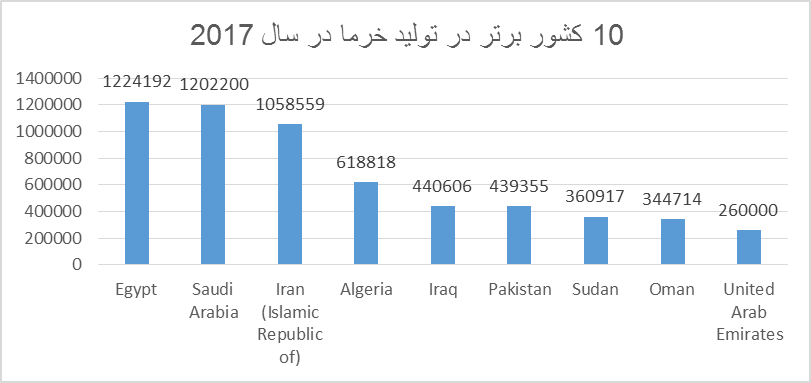 10 کشور برتر در تولید خرما در سال 2017
1400000
1200000
1000000
800000
600000
400000
200000
0
1224192
1202200
1058559
618818
440606
439355
360917
344714
260000
Egypt
Saudi
Arabia
Iran
(Islamic
Republic
of)
Algeria
Iraq
Pakistan
Sudan
Oman
United
Arab
Emirates